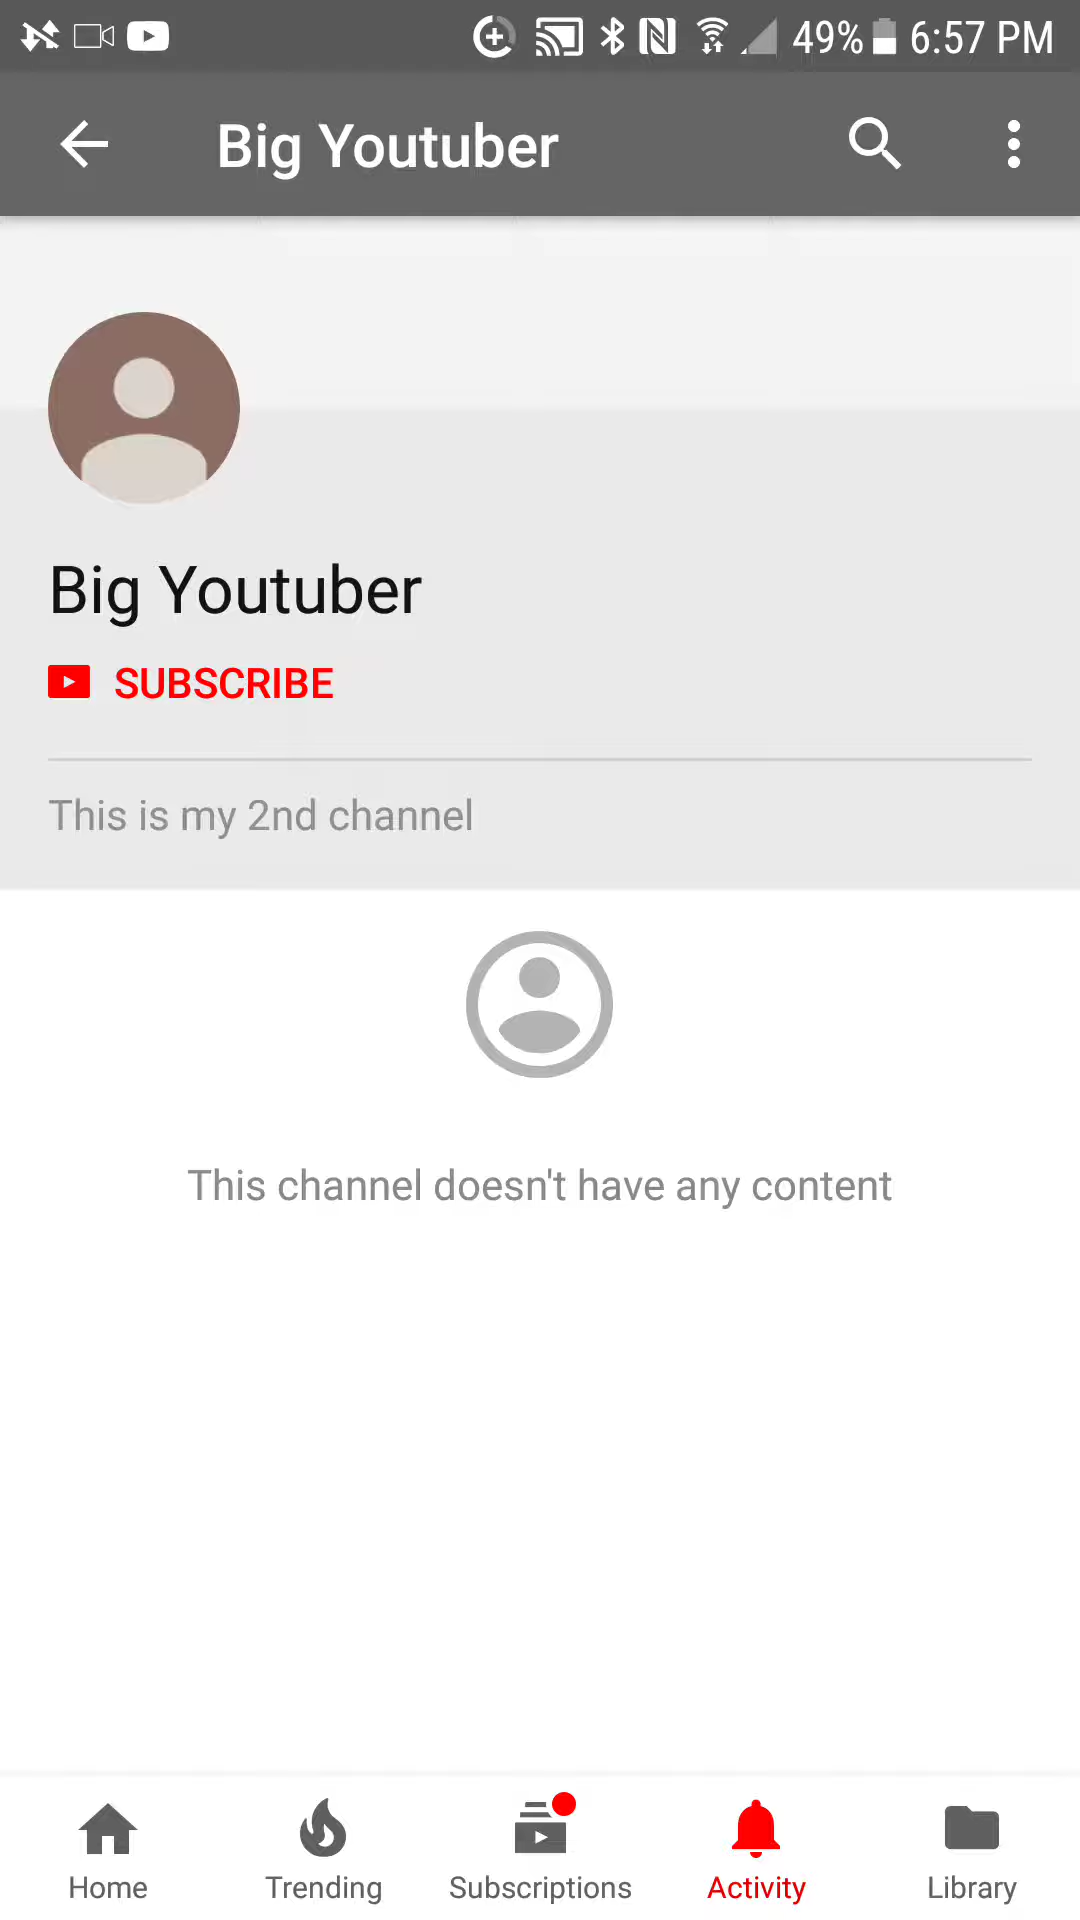 49% 6:57 PM
Big Youtuber
Big Youtuber
SUBSCRIBE
This is my 2nd channel
This channel doesn't have any content
Home Trending Subscriptions Activity Library